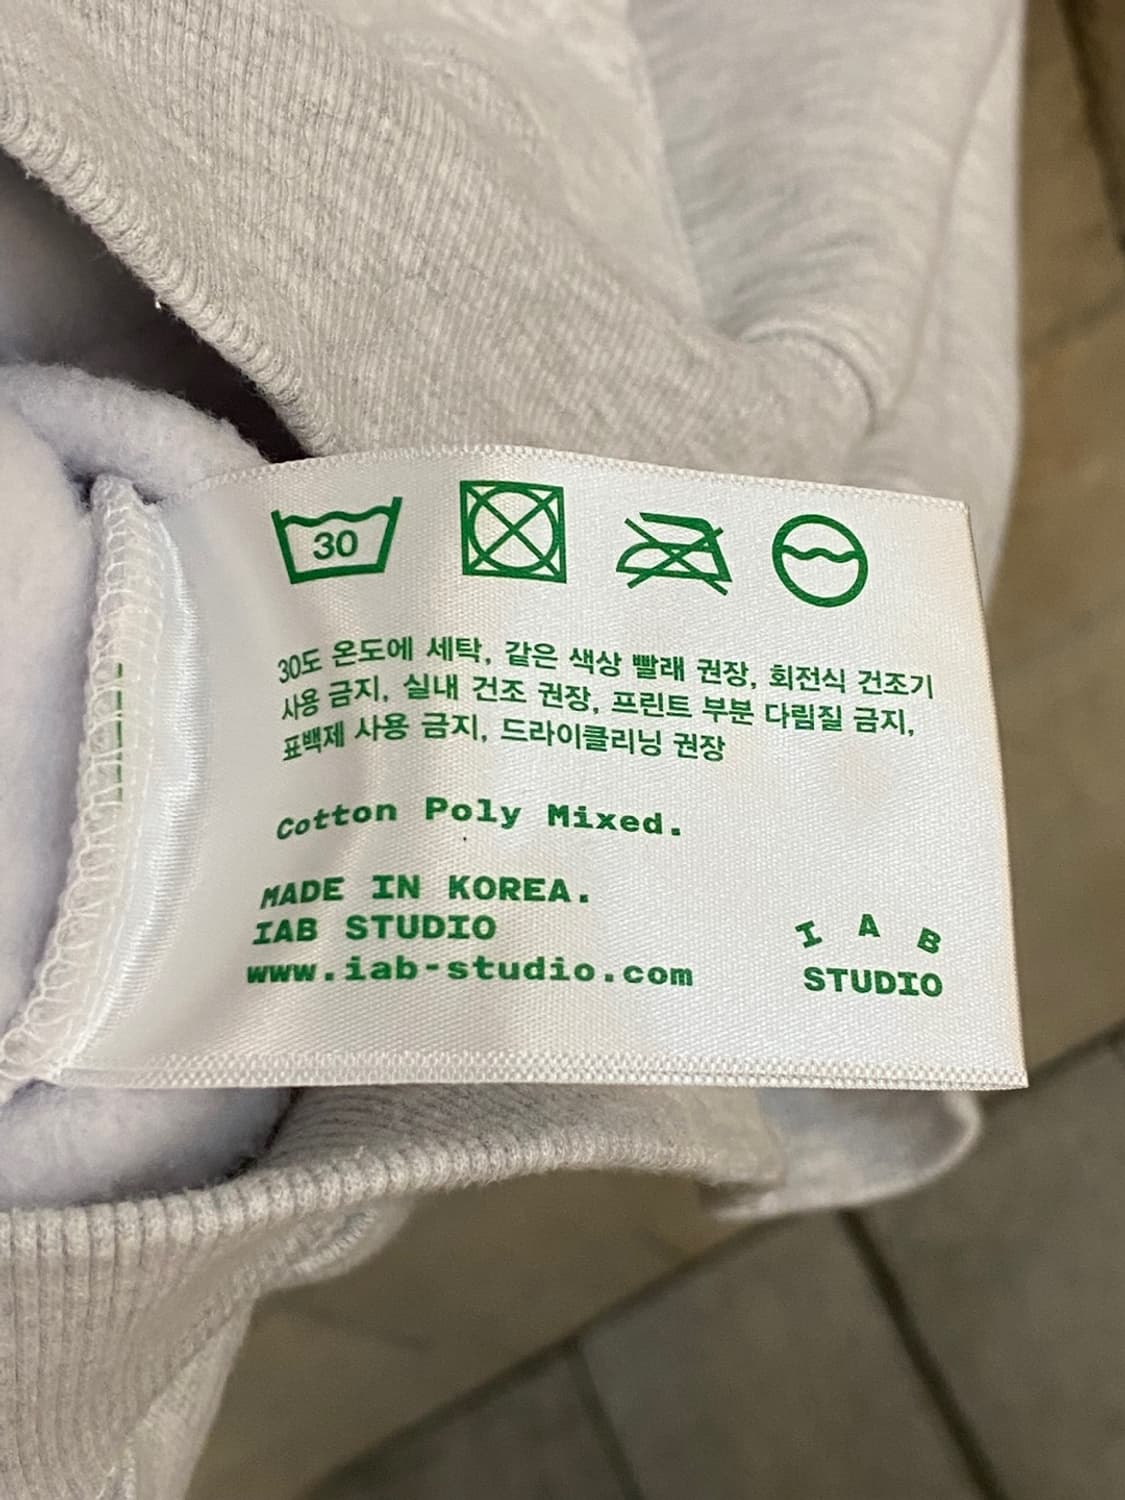 30
30도 온도에 세탁, 같은 색상 빨래 권장, 회전식 건조기
사용 금지, 실내 건조 권장, 프린트 부분 다림질 금지,
표백제 사용 금지, 드라이클리닝 권장
Cotton Poly Mixed.
MADE IN KOREA.
IAB STUDIO
www.iab-studio.com
I A B
STUDIO